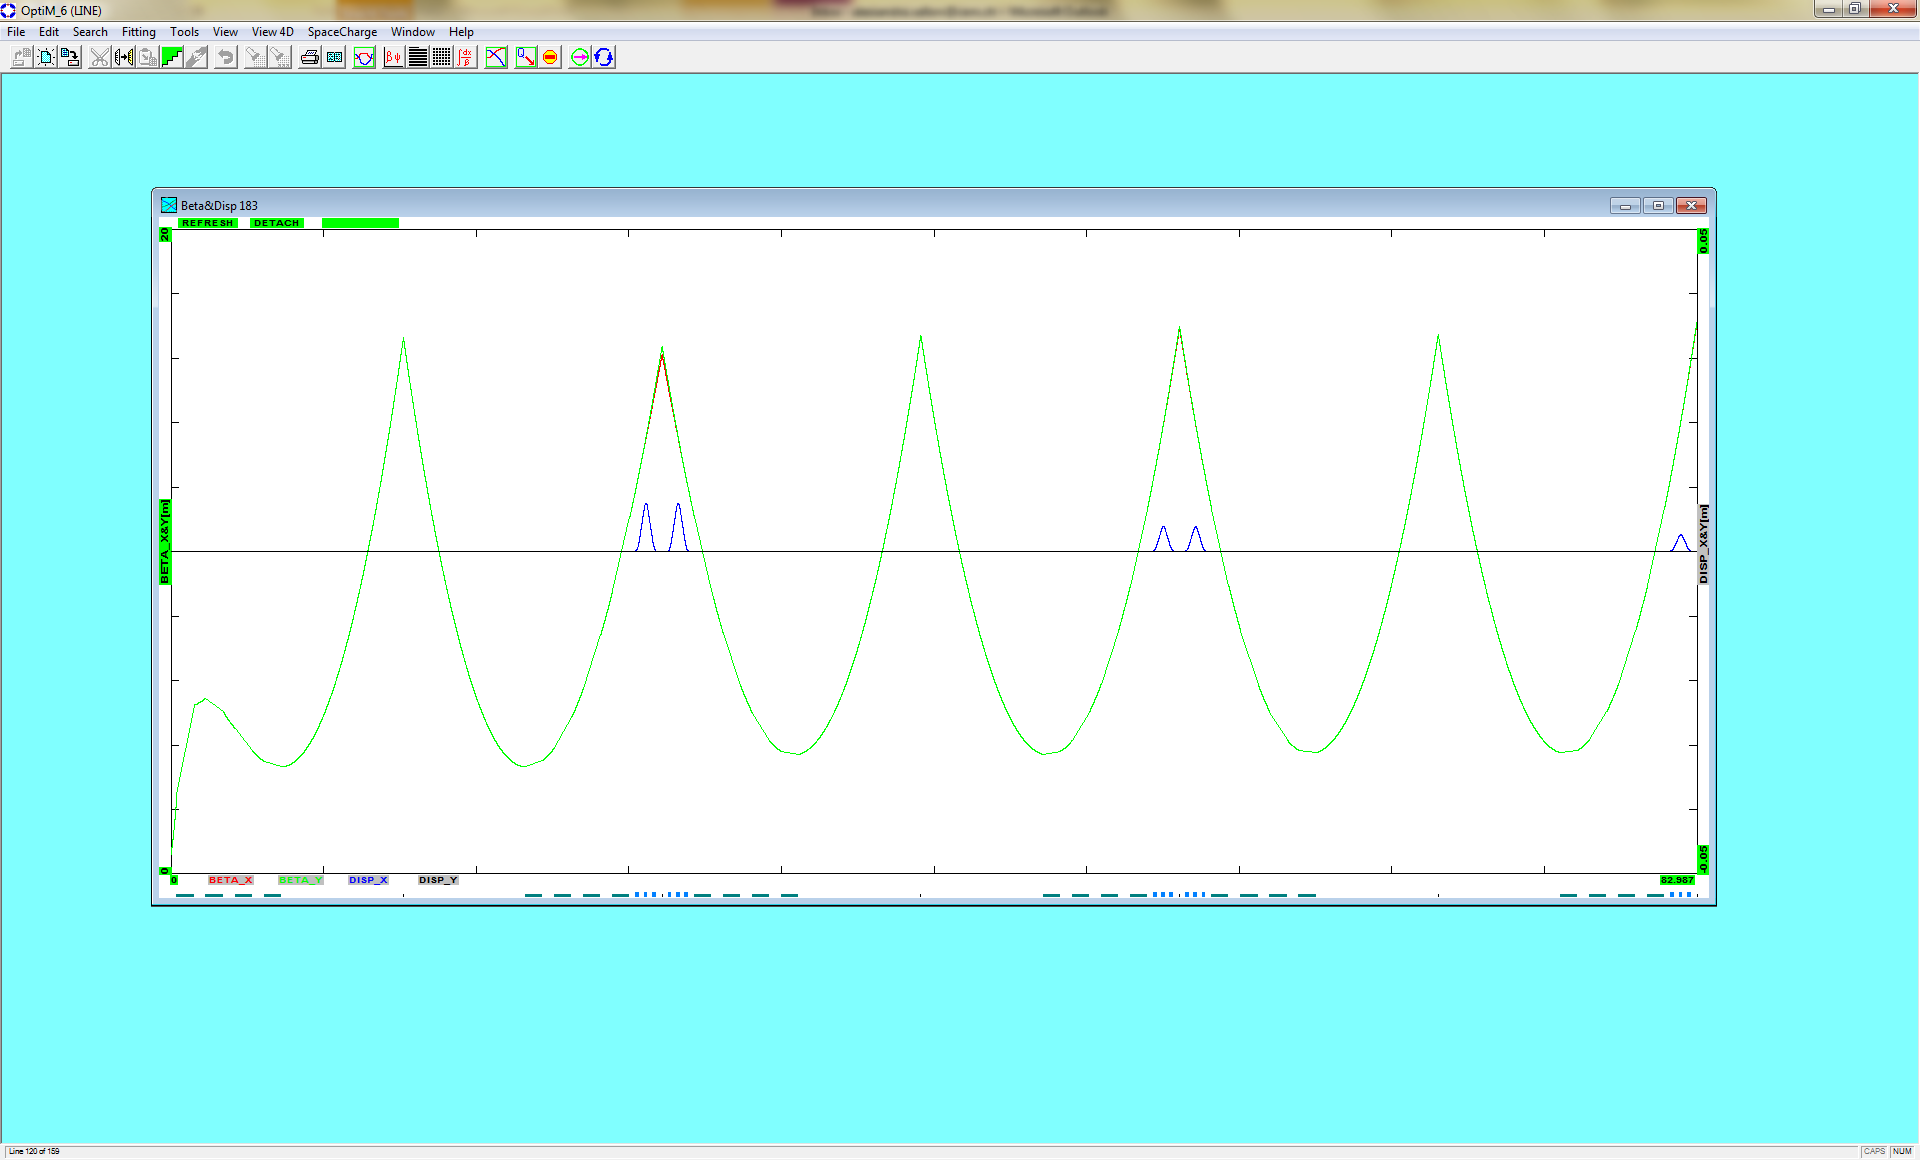 OptiM_6 (LINE)
File Edit Search Fitting Tools View View 4D SpaceCharge Window Help
Beta&Disp 183
REFRESH DETACH
20
0.05
BETA_X&Y[m]
DISP_X&Y[m]
0
-0.05
0 BETA_X BETA_Y DISP_X DISP_Y 82.987
Line 120 of 159 CAPS NUM